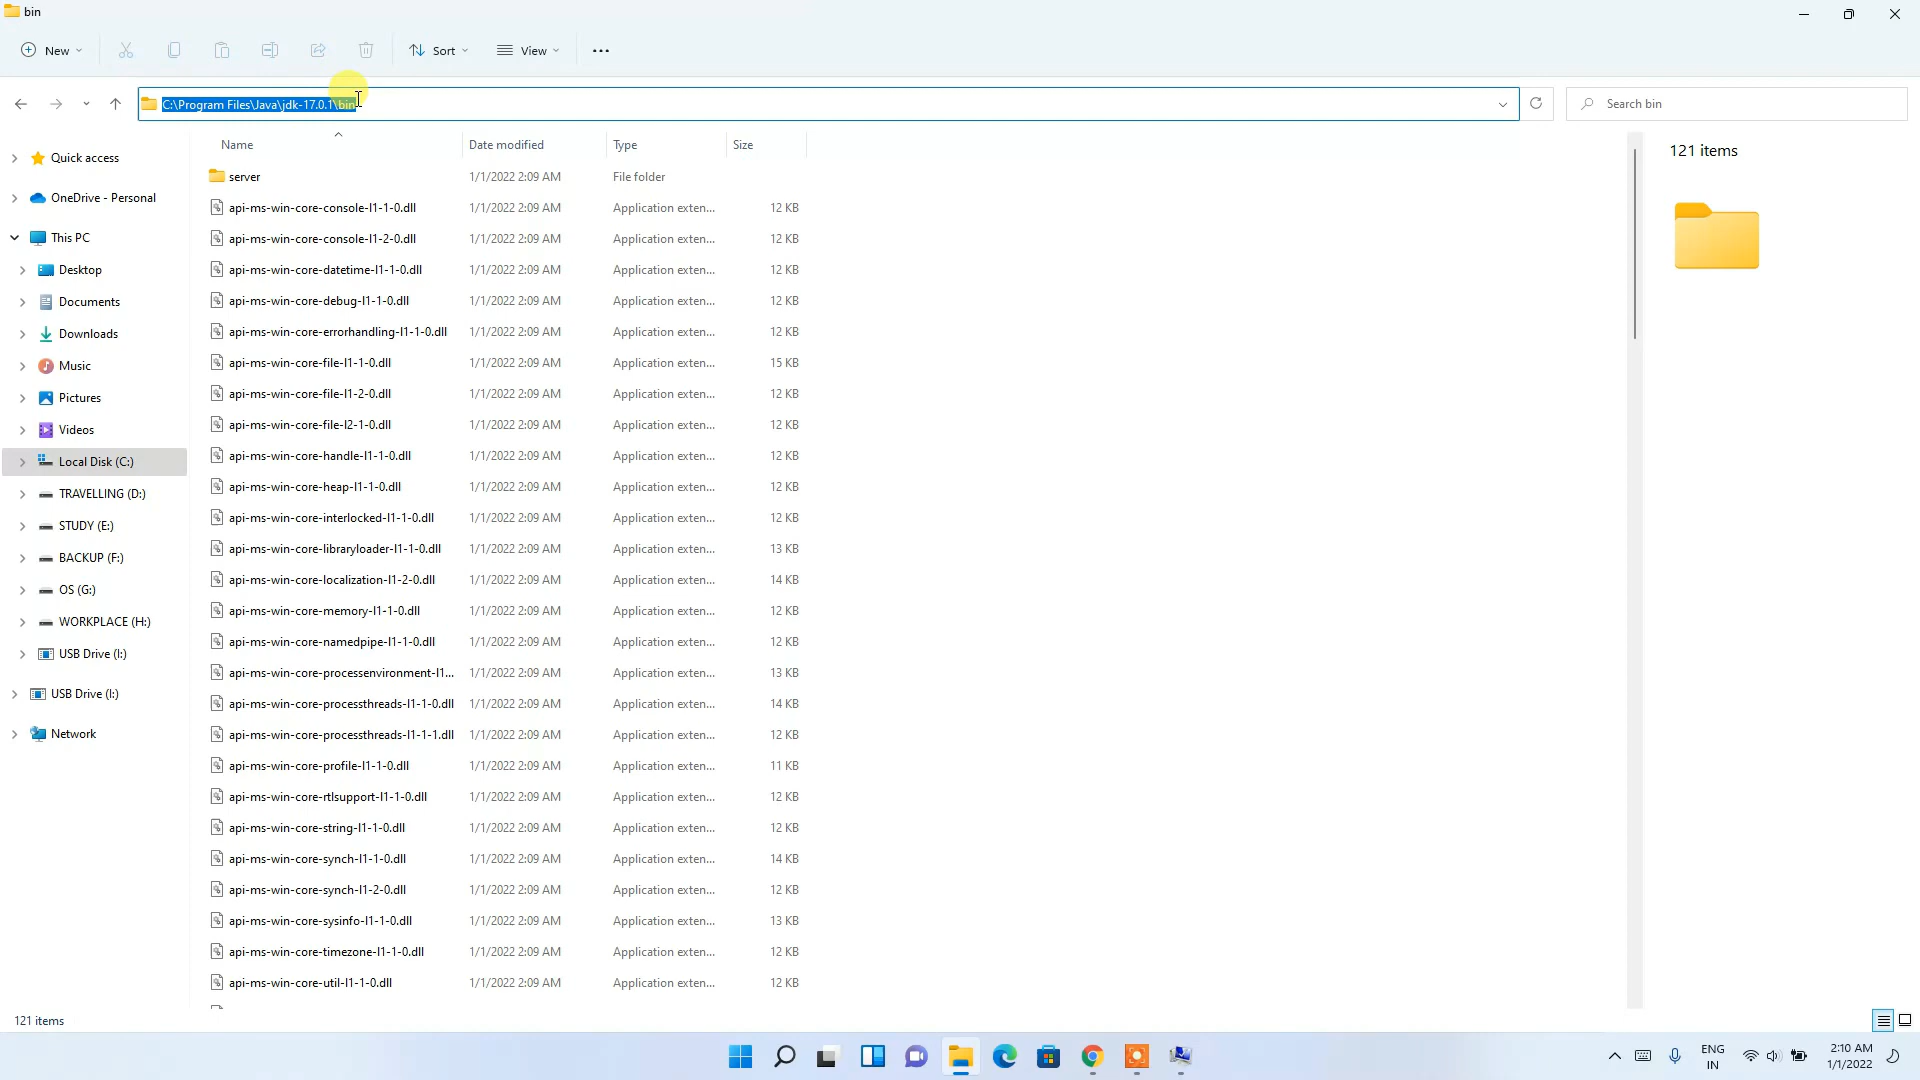 bin
New
Sort
View
C:\Program Files\Java\jdk-17.0.1\bin
Search bin
Name Date modified Type Size
121 items
Quick access
OneDrive - Personal
This PC
Desktop
Documents
Downloads
Music
Pictures
Videos
Local Disk (C:)
TRAVELLING (D:)
STUDY (E:)
BACKUP (F:)
OS (G:)
WORKPLACE (H:)
USB Drive (I:)
USB Drive (I:)
Network
server 1/1/2022 2:09 AM File folder
api-ms-win-core-console-l1-1-0.dll 1/1/2022 2:09 AM Application exten... 12 KB
api-ms-win-core-console-l1-2-0.dll 1/1/2022 2:09 AM Application exten... 12 KB
api-ms-win-core-datetime-l1-1-0.dll 1/1/2022 2:09 AM Application exten... 12 KB
api-ms-win-core-debug-l1-1-0.dll 1/1/2022 2:09 AM Application exten... 12 KB
api-ms-win-core-errorhandling-l1-1-0.dll 1/1/2022 2:09 AM Application exten... 12 KB
api-ms-win-core-file-l1-1-0.dll 1/1/2022 2:09 AM Application exten... 15 KB
api-ms-win-core-file-l1-2-0.dll 1/1/2022 2:09 AM Application exten... 12 KB
api-ms-win-core-file-l2-1-0.dll 1/1/2022 2:09 AM Application exten... 12 KB
api-ms-win-core-handle-l1-1-0.dll 1/1/2022 2:09 AM Application exten... 12 KB
api-ms-win-core-heap-l1-1-0.dll 1/1/2022 2:09 AM Application exten... 12 KB
api-ms-win-core-interlocked-l1-1-0.dll 1/1/2022 2:09 AM Application exten... 12 KB
api-ms-win-core-libraryloader-l1-1-0.dll 1/1/2022 2:09 AM Application exten... 13 KB
api-ms-win-core-localization-l1-2-0.dll 1/1/2022 2:09 AM Application exten... 14 KB
api-ms-win-core-memory-l1-1-0.dll 1/1/2022 2:09 AM Application exten... 12 KB
api-ms-win-core-namedpipe-l1-1-0.dll 1/1/2022 2:09 AM Application exten... 12 KB
api-ms-win-core-processenvironment-l1... 1/1/2022 2:09 AM Application exten... 13 KB
api-ms-win-core-processthreads-l1-1-0.dll 1/1/2022 2:09 AM Application exten... 14 KB
api-ms-win-core-processthreads-l1-1-1.dll 1/1/2022 2:09 AM Application exten... 12 KB
api-ms-win-core-profile-l1-1-0.dll 1/1/2022 2:09 AM Application exten... 11 KB
api-ms-win-core-rtlsupport-l1-1-0.dll 1/1/2022 2:09 AM Application exten... 12 KB
api-ms-win-core-string-l1-1-0.dll 1/1/2022 2:09 AM Application exten... 12 KB
api-ms-win-core-synch-l1-1-0.dll 1/1/2022 2:09 AM Application exten... 14 KB
api-ms-win-core-synch-l1-2-0.dll 1/1/2022 2:09 AM Application exten... 12 KB
api-ms-win-core-sysinfo-l1-1-0.dll 1/1/2022 2:09 AM Application exten... 13 KB
api-ms-win-core-timezone-l1-1-0.dll 1/1/2022 2:09 AM Application exten... 12 KB
api-ms-win-core-util-l1-1-0.dll 1/1/2022 2:09 AM Application exten... 12 KB
121 items
ENG
IN
2:10 AM
1/1/2022